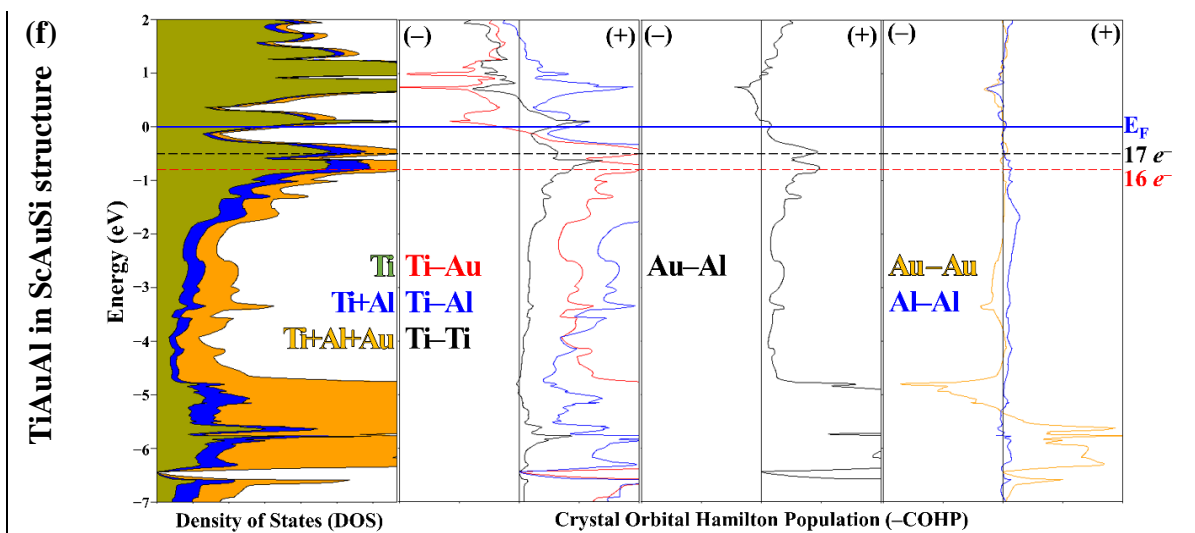 (f)
TiAuAl in ScAuSi structure
Energy (eV)
2
1
0
−1
−2
−3
−4
−5
−6
−7
Ti
Ti+Al
Ti+Al+Au
(−)
(+)
Ti−Au
Ti−Al
Ti−Ti
(−)
(+)
Au−Al
(−)
(+)
Au−Au
Al−Al
E_F
17 e⁻
16 e⁻
Density of States (DOS)
Crystal Orbital Hamilton Population (−COHP)